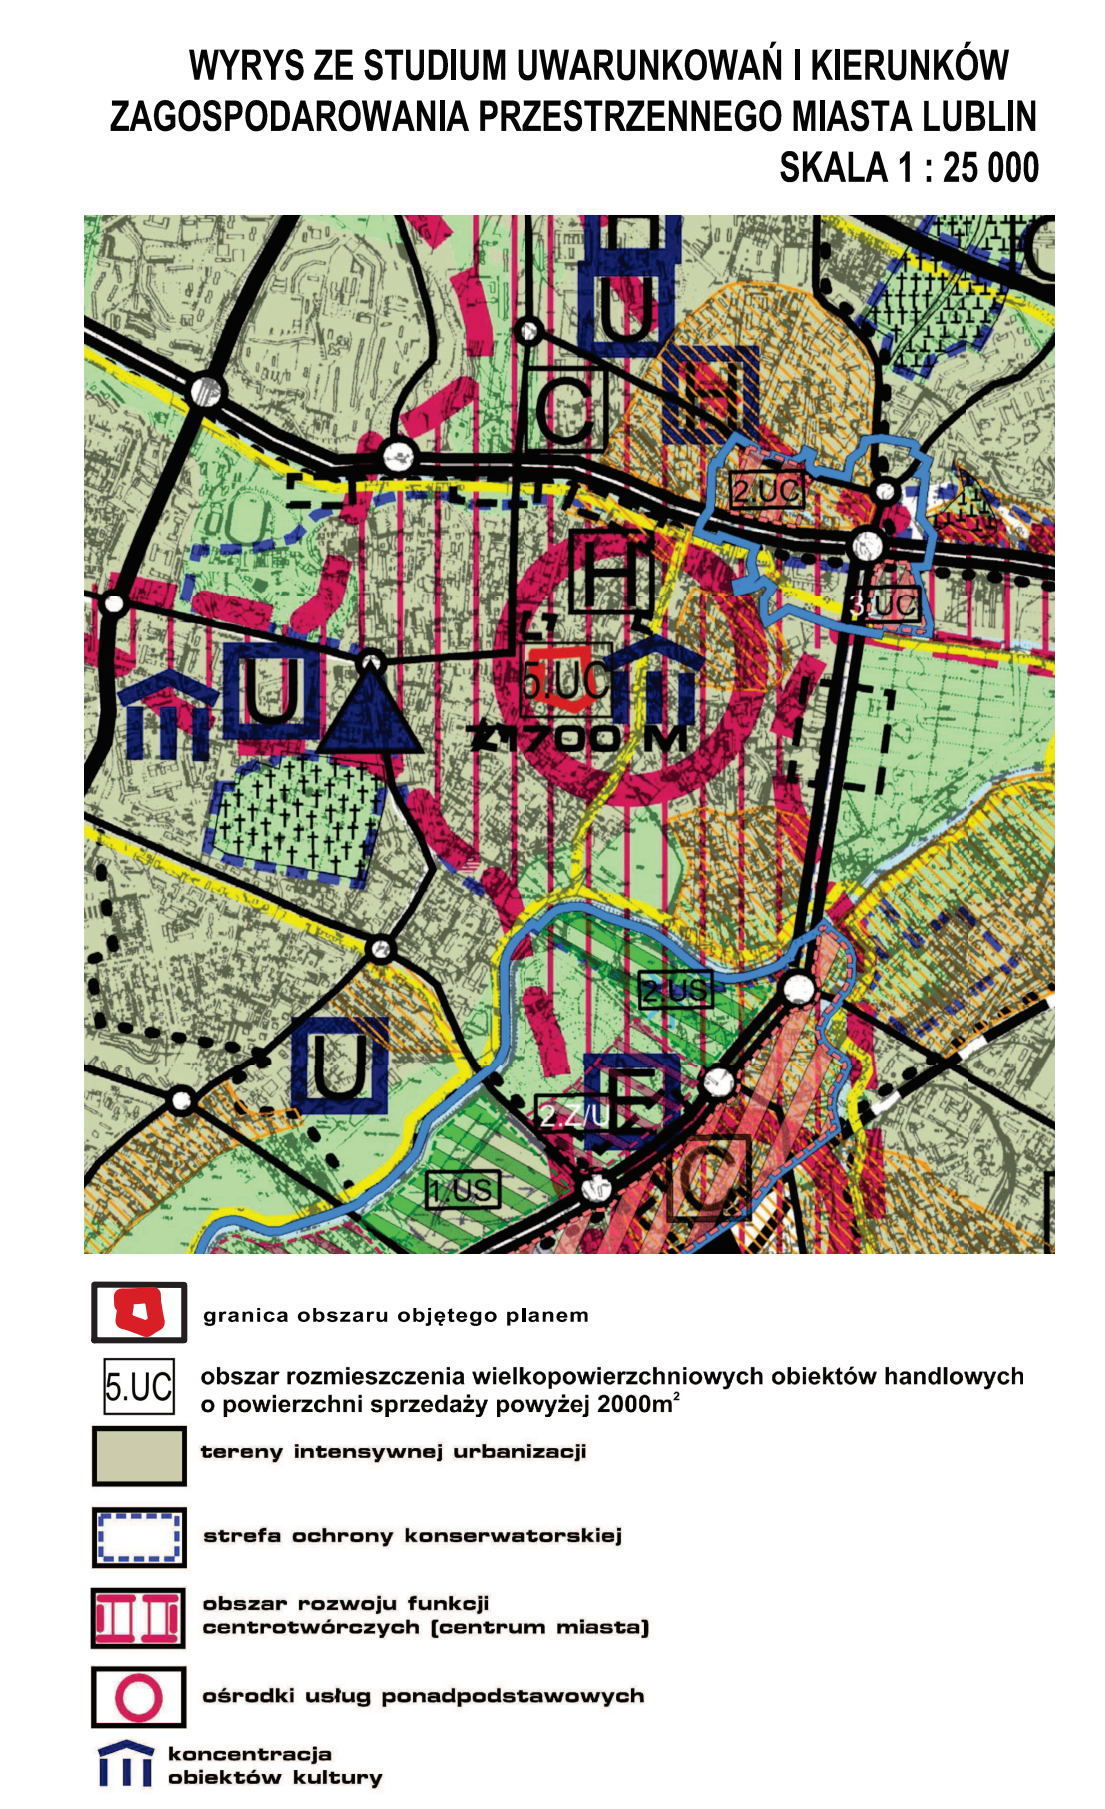 WYRYS ZE STUDIUM UWARUNKOWAŃ I KIERUNKÓW
ZAGOSPODAROWANIA PRZESTRZENNEGO MIASTA LUBLIN
SKALA 1 : 25 000
H
U
C
H
C
2.UC
H
3.UC
U
5.UC
1700 M
2.US
U
E
2.Z/U
C
1.US
granica obszaru objętego planem
5.UC
obszar rozmieszczenia wielkopowierzchniowych obiektów handlowych
o powierzchni sprzedaży powyżej 2000m²
tereny intensywnej urbanizacji
strefa ochrony konserwatorskiej
obszar rozwoju funkcji
centrotwórczych (centrum miasta)
ośrodki usług ponadpodstawowych
koncentracja
obiektów kultury